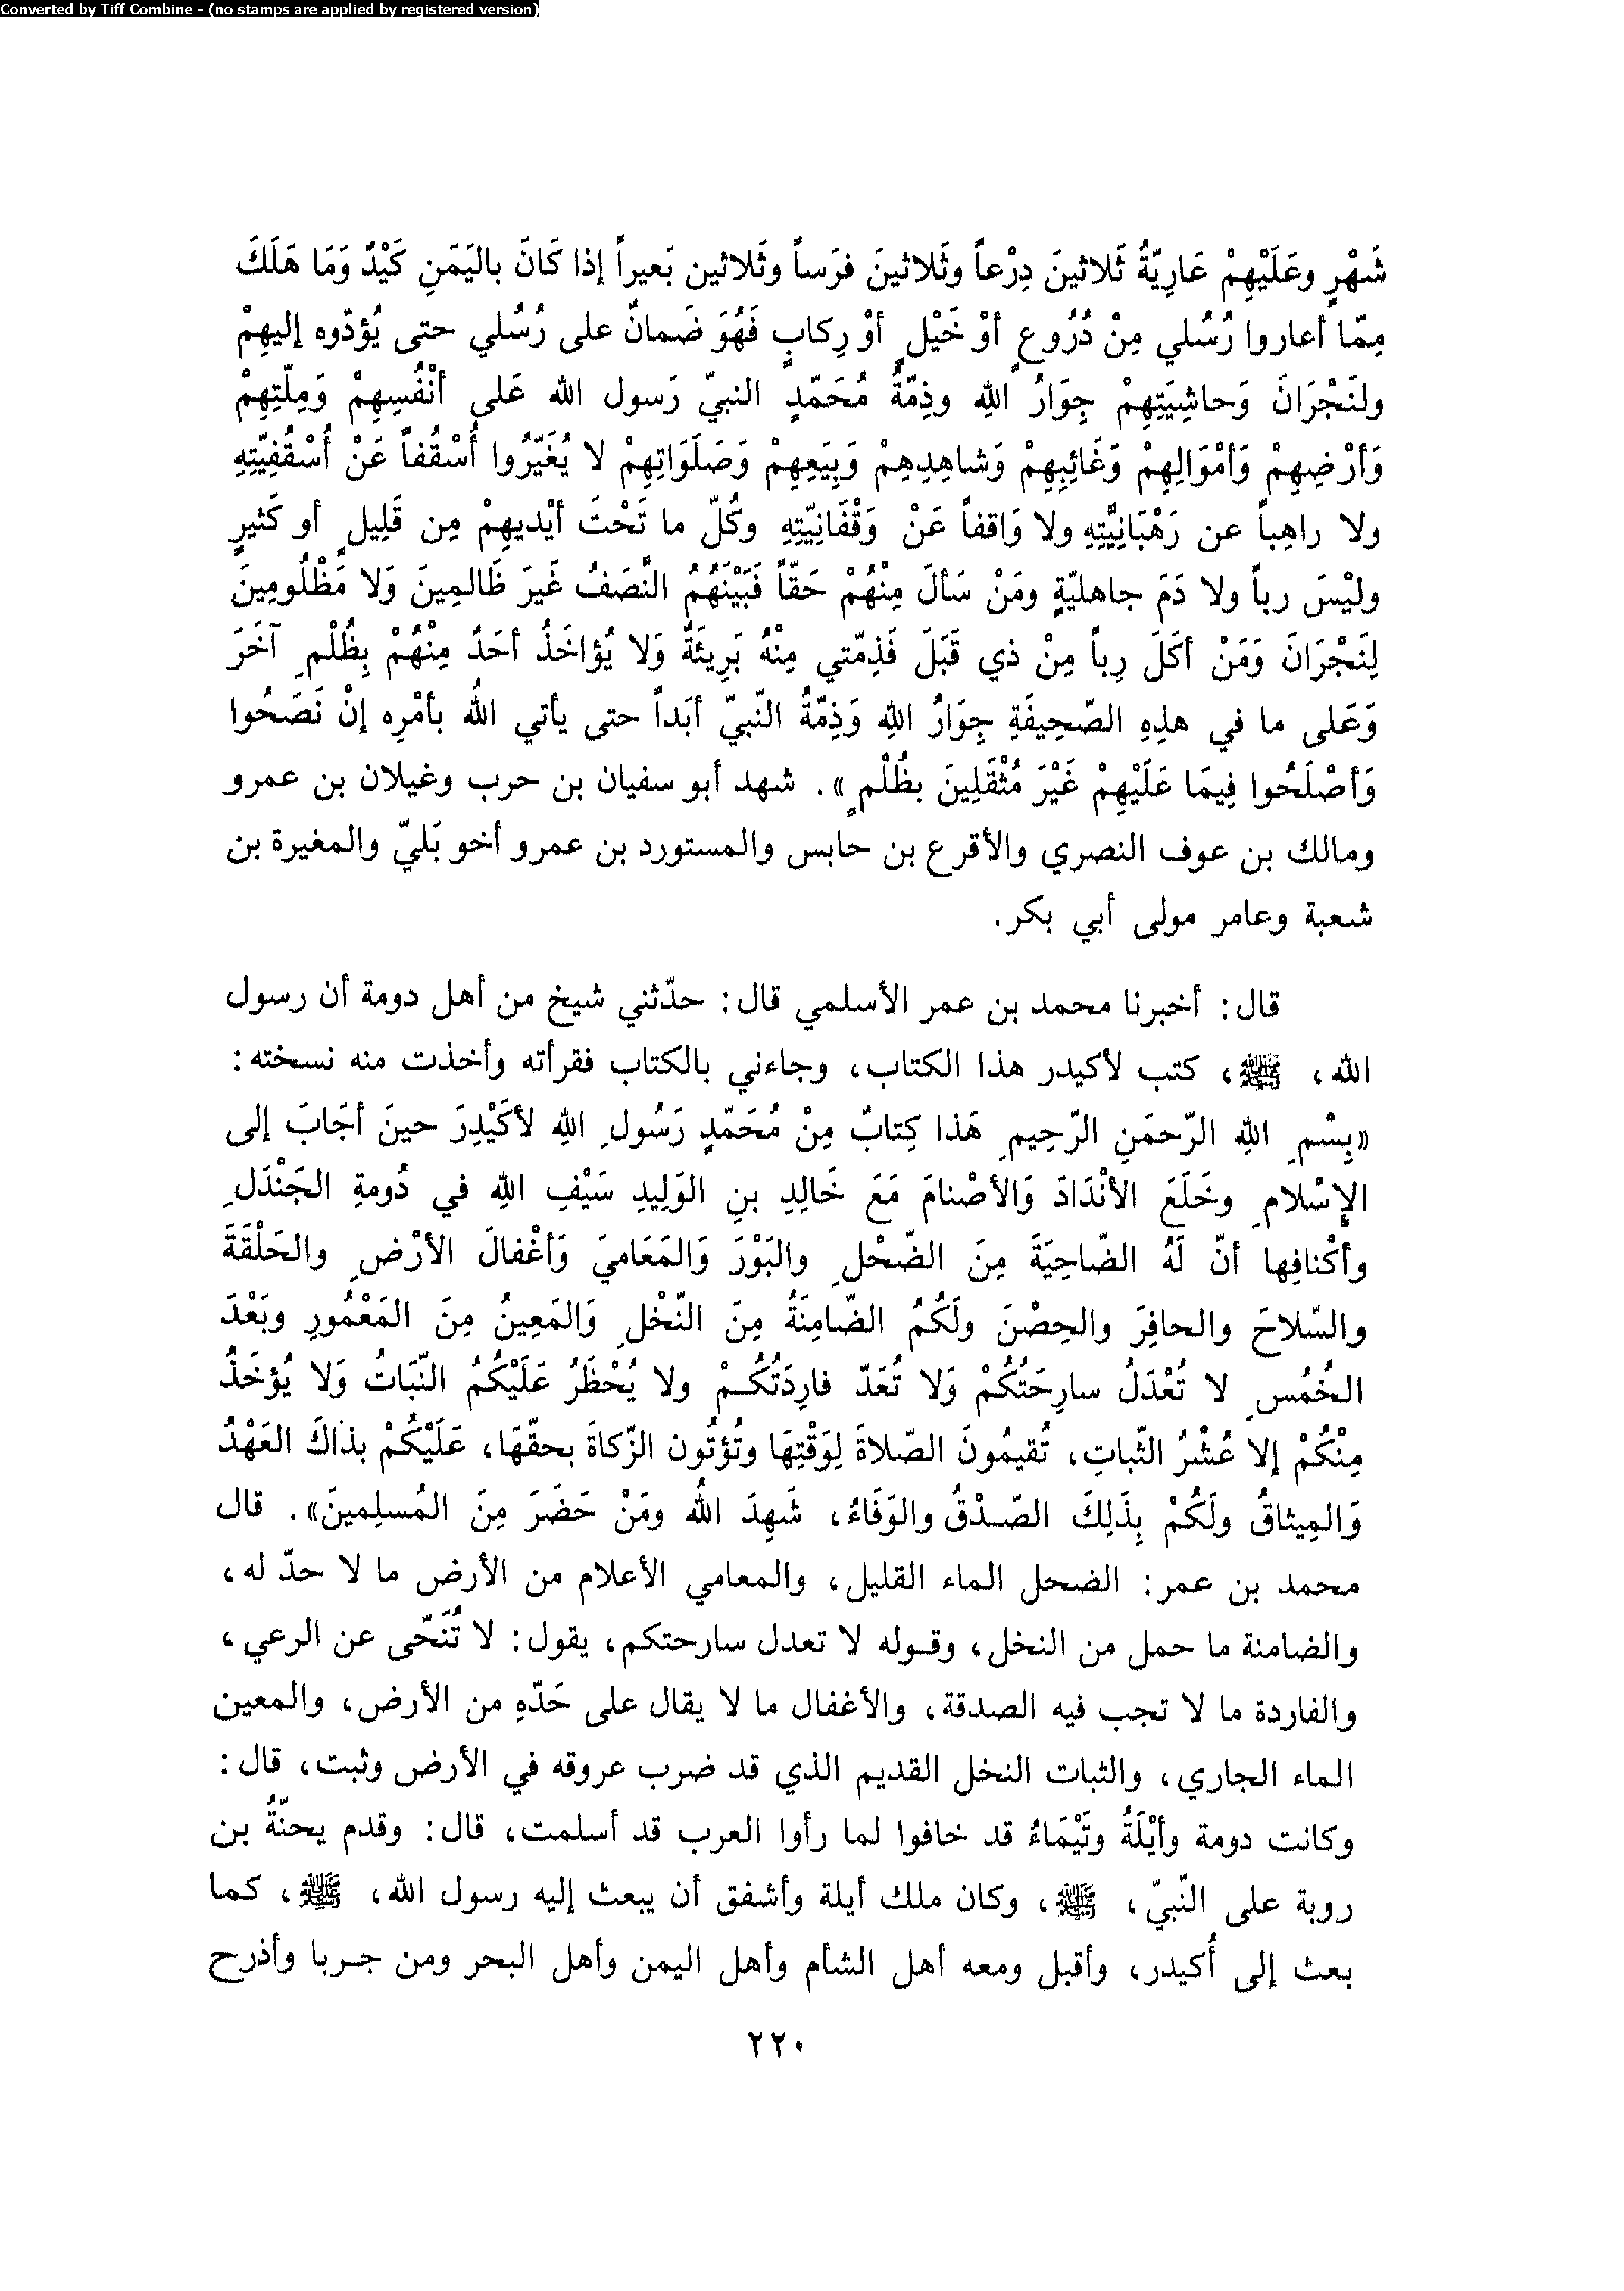 Converted by Tiff Combine - (no stamps are applied by registered version)
شَهْرٍ وعَلَيْهِمْ عَارِيّةُ ثَلاثينَ دِرْعاً وثَلاثينَ فرَساً وثَلاثين بَعيراً إذا كَانَ باليَمَنِ كَيْدٌ وَمَا هَلَكَ
مِمّا أعاروا رُسُلي مِنْ دُرُوعٍ أوْ خَيْلٍ أوْ رِكابٍ فَهُوَ ضَمانٌ على رُسُلي حتى يُؤدّوه إليهِمْ
ولنَجْرَانَ وَحاشِيَتِهِمْ جِوَارُ اللهِ وذِمّةُ مُحَمّدٍ النبيّ رَسول الله عَلى أنْفُسِهِمْ وَمِلّتِهِمْ
وَأرْضِهِمْ وَأمْوَالِهِمْ وَغَائِبِهِمْ وَشاهِدِهِمْ وَبِيَعِهِمْ وَصَلَوَاتِهِمْ لا يُغَيّرُوا أُسْقُفاً عَنْ أُسْقُفِيّتِهِ
ولا راهِباً عن رَهْبَانِيَّتِهِ ولا وَاقفاً عَنْ وَقْفَانِيّتِهِ وكُلّ ما تَحْتَ أيْديهِمْ مِن قَلِيلٍ أو كَثيرٍ
وليْسَ رباً ولا دَمَ جاهليّةٍ ومَنْ سَألَ مِنْهُمْ حَقّاً فَبَيْنَهُمُ النَّصَفُ غَيرَ ظَالمِينَ وَلا مَظْلُومِينَ
لِنَجْرَانَ وَمَنْ أكَلَ رِباً مِنْ ذي قَبَلَ فَذِمّتي مِنْهُ بَرِيئَةٌ وَلا يُؤاخَذُ أحَدٌ مِنْهُمْ بِظُلْمِ آخَرَ
وَعَلى ما في هذِهِ الصّحِيفَةِ جِوَارُ اللهِ وَذِمّةُ النّبيّ أبَداً حتى يأتي اللهُ بأمْرِه إنْ نَصَحُوا
وَأصْلَحُوا فِيمَا عَلَيْهِمْ غَيْرَ مُثْقَلِينَ بظُلْمٍ». شهد أبو سفيان بن حرب وغيلان بن عمرو
ومالك بن عوف النصري والأقرع بن حابس والمستورد بن عمرو أخو بَليّ والمغيرة بن
شعبة وعامر مولى أبي بكر.
قال: أخبرنا محمد بن عمر الأسلمي قال: حدّثني شيخ من أهل دومة أن رسول
الله، ﷺ، كتب لأكيدر هذا الكتاب، وجاءني بالكتاب فقرأته وأخذت منه نسخته:
«بِسْمِ اللهِ الرّحمَنِ الرّحِيمِ هَذا كِتابٌ مِنْ مُحَمّدٍ رَسُولِ اللهِ لأكَيْدِرَ حينَ أجَابَ إلى
الإسْلامِ وخَلَعَ الأنْدَادَ وَالأصْنامَ مَعَ خَالِدِ بنِ الوَلِيدِ سَيْفِ اللهِ في دُومةِ الجَنْدَلِ
وأكْنافِها أنّ لَهُ الضّاحِيَةَ مِنَ الضّحْلِ والبَوْرَ وَالمَعَاميَ وَأغْفالَ الأرْضِ والحَلْقَةَ
والسّلاحَ والحافِرَ والحِصْنَ ولَكُمُ الضّامِنَةُ مِنَ النّخْلِ وَالمَعِينُ مِنَ المَعْمُورِ وبَعْدَ
الخُمُسِ لا تُعْدَلُ سارِحَتُكُمْ وَلا تُعَدّ فارِدَتُكُمْ ولا يُحْظَرُ عَلَيْكُمُ النّبَاتُ وَلا يُؤخَذُ
مِنْكُمْ إلا عُشْرُ الثّباتِ، تُقيمُونَ الصّلاةَ لِوَقْتِهَا وتُؤتُون الزّكاةَ بحقّهَا، عَلَيْكُمْ بذاكَ العَهْدُ
وَالمِيثاقُ ولَكُمْ بِذَلِكَ الصّدْقُ والوَفَاءُ، شَهِدَ اللهُ ومَنْ حَضَرَ مِنَ المُسلِمينَ». قال
محمد بن عمر: الضحل الماء القليل، والمعامي الأعلام من الأرض ما لا حدّ له،
والضامنة ما حمل من النخل، وقوله لا تعدل سارحتكم، يقول: لا تُنَحّى عن الرعي،
والفاردة ما لا تجب فيه الصدقة، والأغفال ما لا يقال على حَدّهِ من الأرض، والمعين
الماء الجاري، والثبات النخل القديم الذي قد ضرب عروقه في الأرض وثبت، قال:
وكانت دومة وأيْلَةُ وتَيْمَاءُ قد خافوا لما رأوا العرب قد أسلمت، قال: وقدم يحنّةُ بن
روبة على النّبيّ، ﷺ، وكان ملك أيلة وأشفق أن يبعث إليه رسول الله، ﷺ، كما
بعث إلى أُكيدر، وأقبل ومعه أهل الشأم وأهل اليمن وأهل البحر ومن جربا وأذرح
٢٢٠